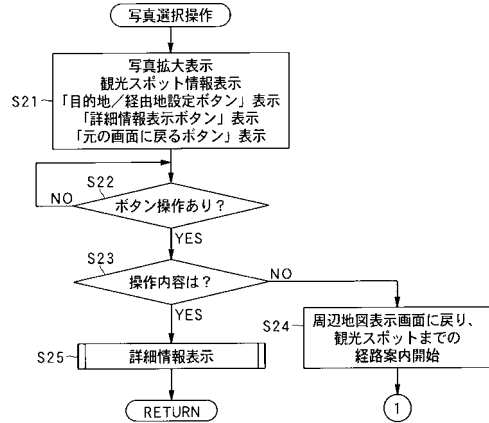 写真選択操作
写真拡大表示
観光スポット情報表示
「目的地／経由地設定ボタン」表示
「詳細情報表示ボタン」表示
「元の画面に戻るボタン」表示
S21
S22
NO
ボタン操作あり？
YES
S23
操作内容は？
NO
YES
S24
周辺地図表示画面に戻り、
観光スポットまでの
経路案内開始
S25
詳細情報表示
RETURN
1